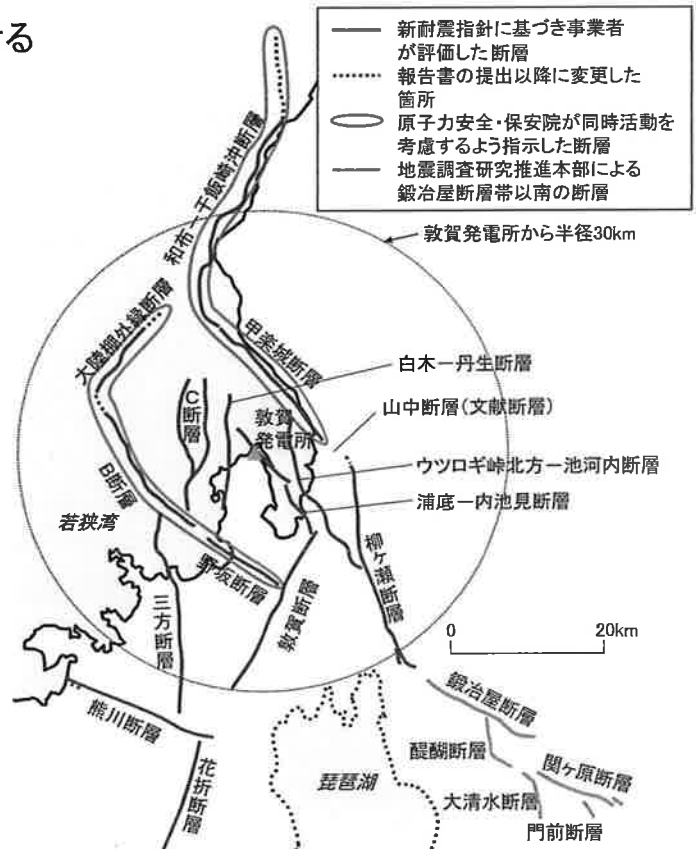 する
新耐震指針に基づき事業者
が評価した断層
報告書の提出以降に変更した
箇所
原子力安全・保安院が同時活動を
考慮するよう指示した断層
地震調査研究推進本部による
鍛冶屋断層帯以南の断層
敦賀発電所から半径30km
和布ー干飯崎沖断層
大陸棚外縁断層
甲楽城断層
白木ー丹生断層
C断層
敦賀
発電所
山中断層(文献断層)
ウツロギ峠北方ー池河内断層
B断層
浦底ー内池見断層
若狭湾
野坂断層
柳ヶ瀬断層
三方断層
敦賀断層
0
20km
鍛冶屋断層
熊川断層
醍醐断層
関ヶ原断層
花折断層
琵琶湖
大清水断層
門前断層